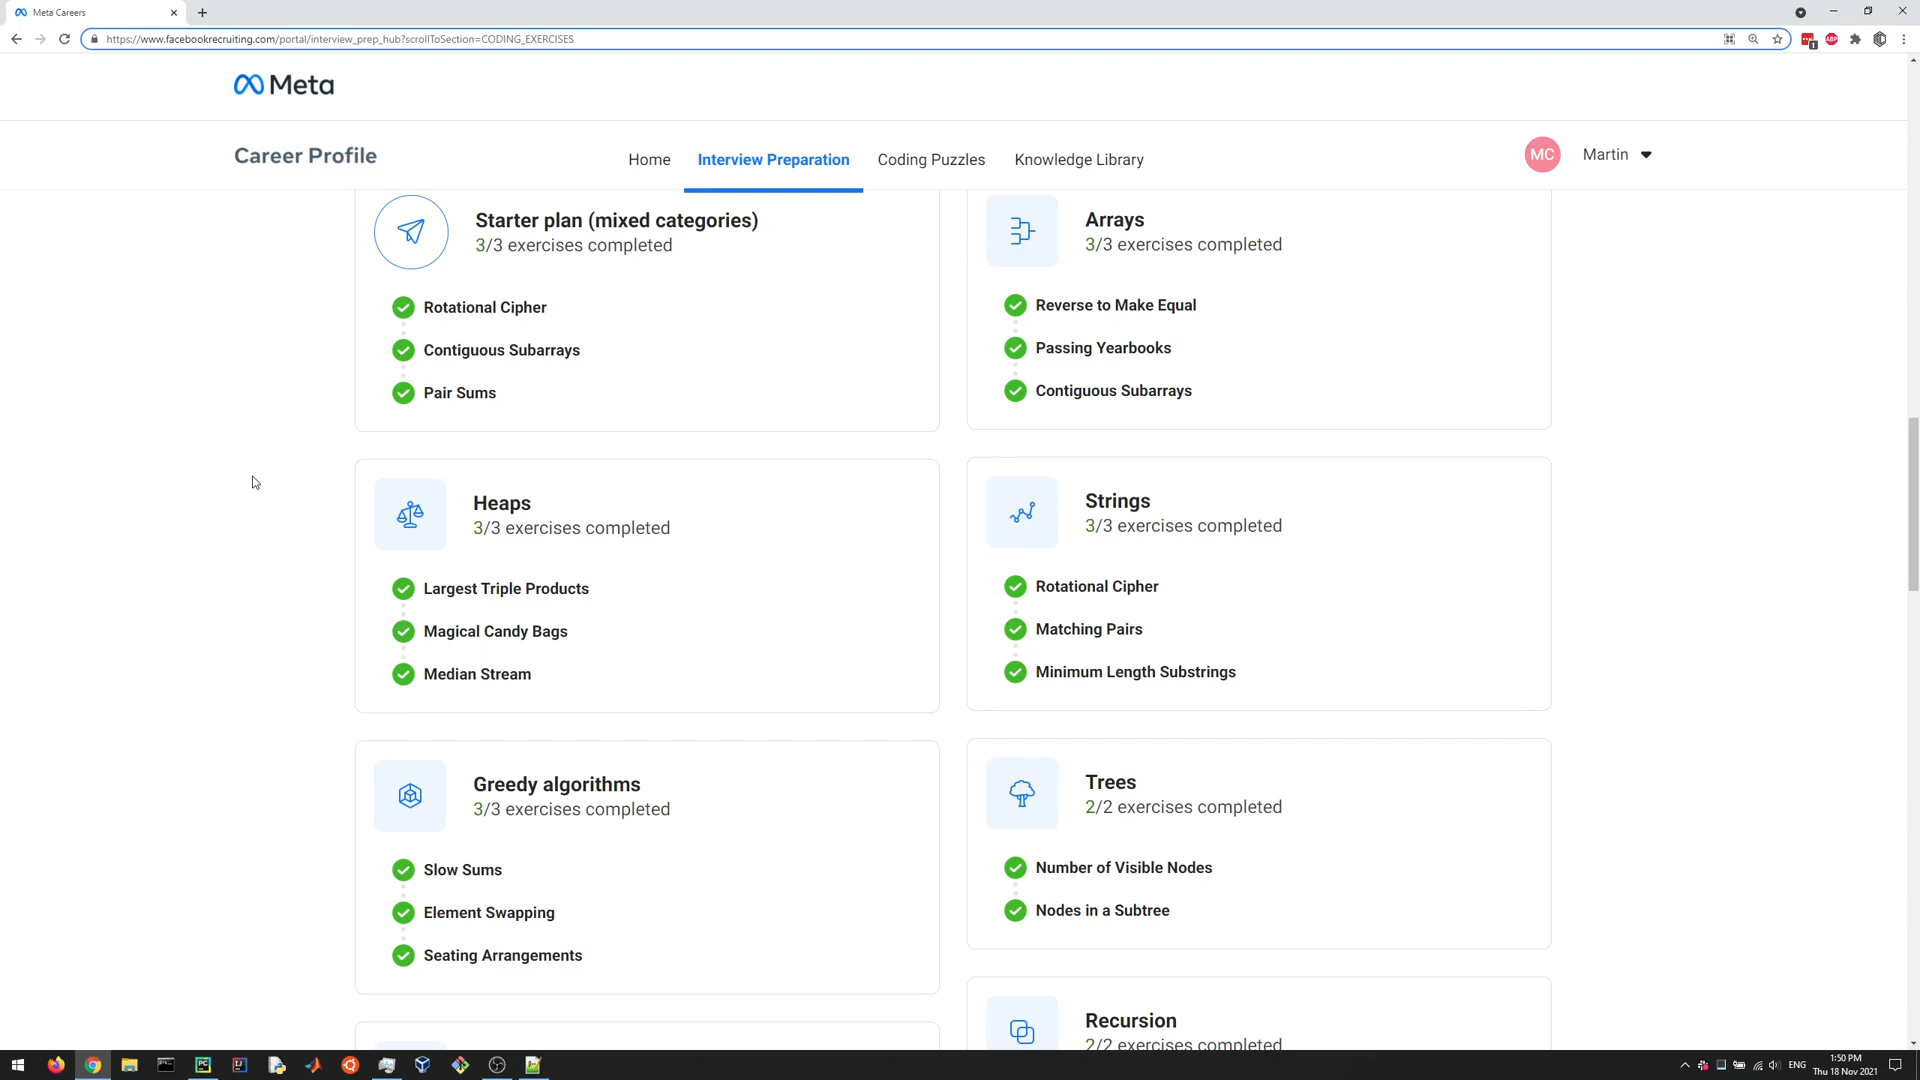 Meta Careers
https://www.facebookrecruiting.com/portal/interview_prep_hub?scrollToSection=CODING_EXERCISES
1
ABP
Meta
Career Profile
Home
Interview Preparation
Coding Puzzles
Knowledge Library
MC
Martin
Starter plan (mixed categories)
3/3 exercises completed
Rotational Cipher
Contiguous Subarrays
Pair Sums
Arrays
3/3 exercises completed
Reverse to Make Equal
Passing Yearbooks
Contiguous Subarrays
Heaps
3/3 exercises completed
Largest Triple Products
Magical Candy Bags
Median Stream
Strings
3/3 exercises completed
Rotational Cipher
Matching Pairs
Minimum Length Substrings
Greedy algorithms
3/3 exercises completed
Slow Sums
Element Swapping
Seating Arrangements
Trees
2/2 exercises completed
Number of Visible Nodes
Nodes in a Subtree
Recursion
2/2 exercises completed
PC
IJ
ENG
1:50 PM
Thu 18 Nov 2021